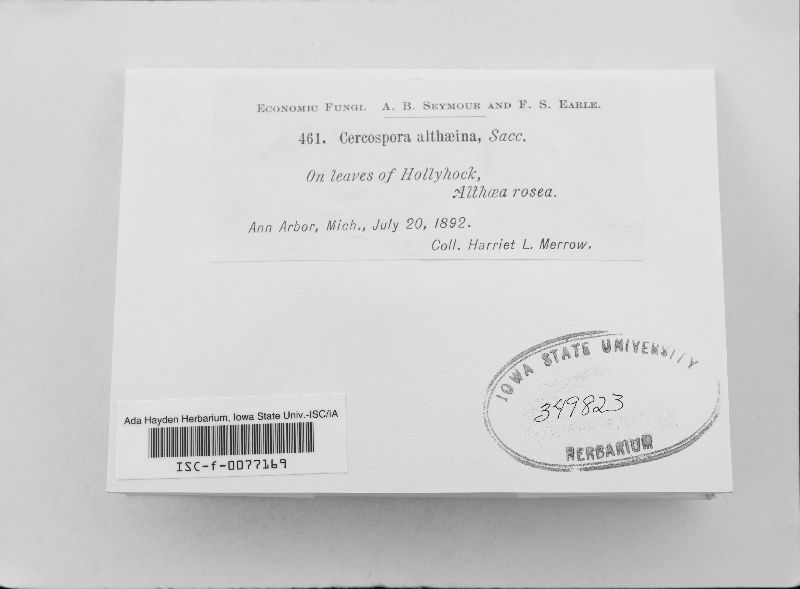 Economic Fungi. A. B. Seymour and F. S. Earle.
461. Cercospora althæina, Sacc.
On leaves of Hollyhock,
Althæa rosea.
Ann Arbor, Mich., July 20, 1892.
Coll. Harriet L. Merrow.
IOWA STATE UNIVERSITY
349823
HERBARIUM
Ada Hayden Herbarium, Iowa State Univ.-ISC/IA
ISC-f-0077169